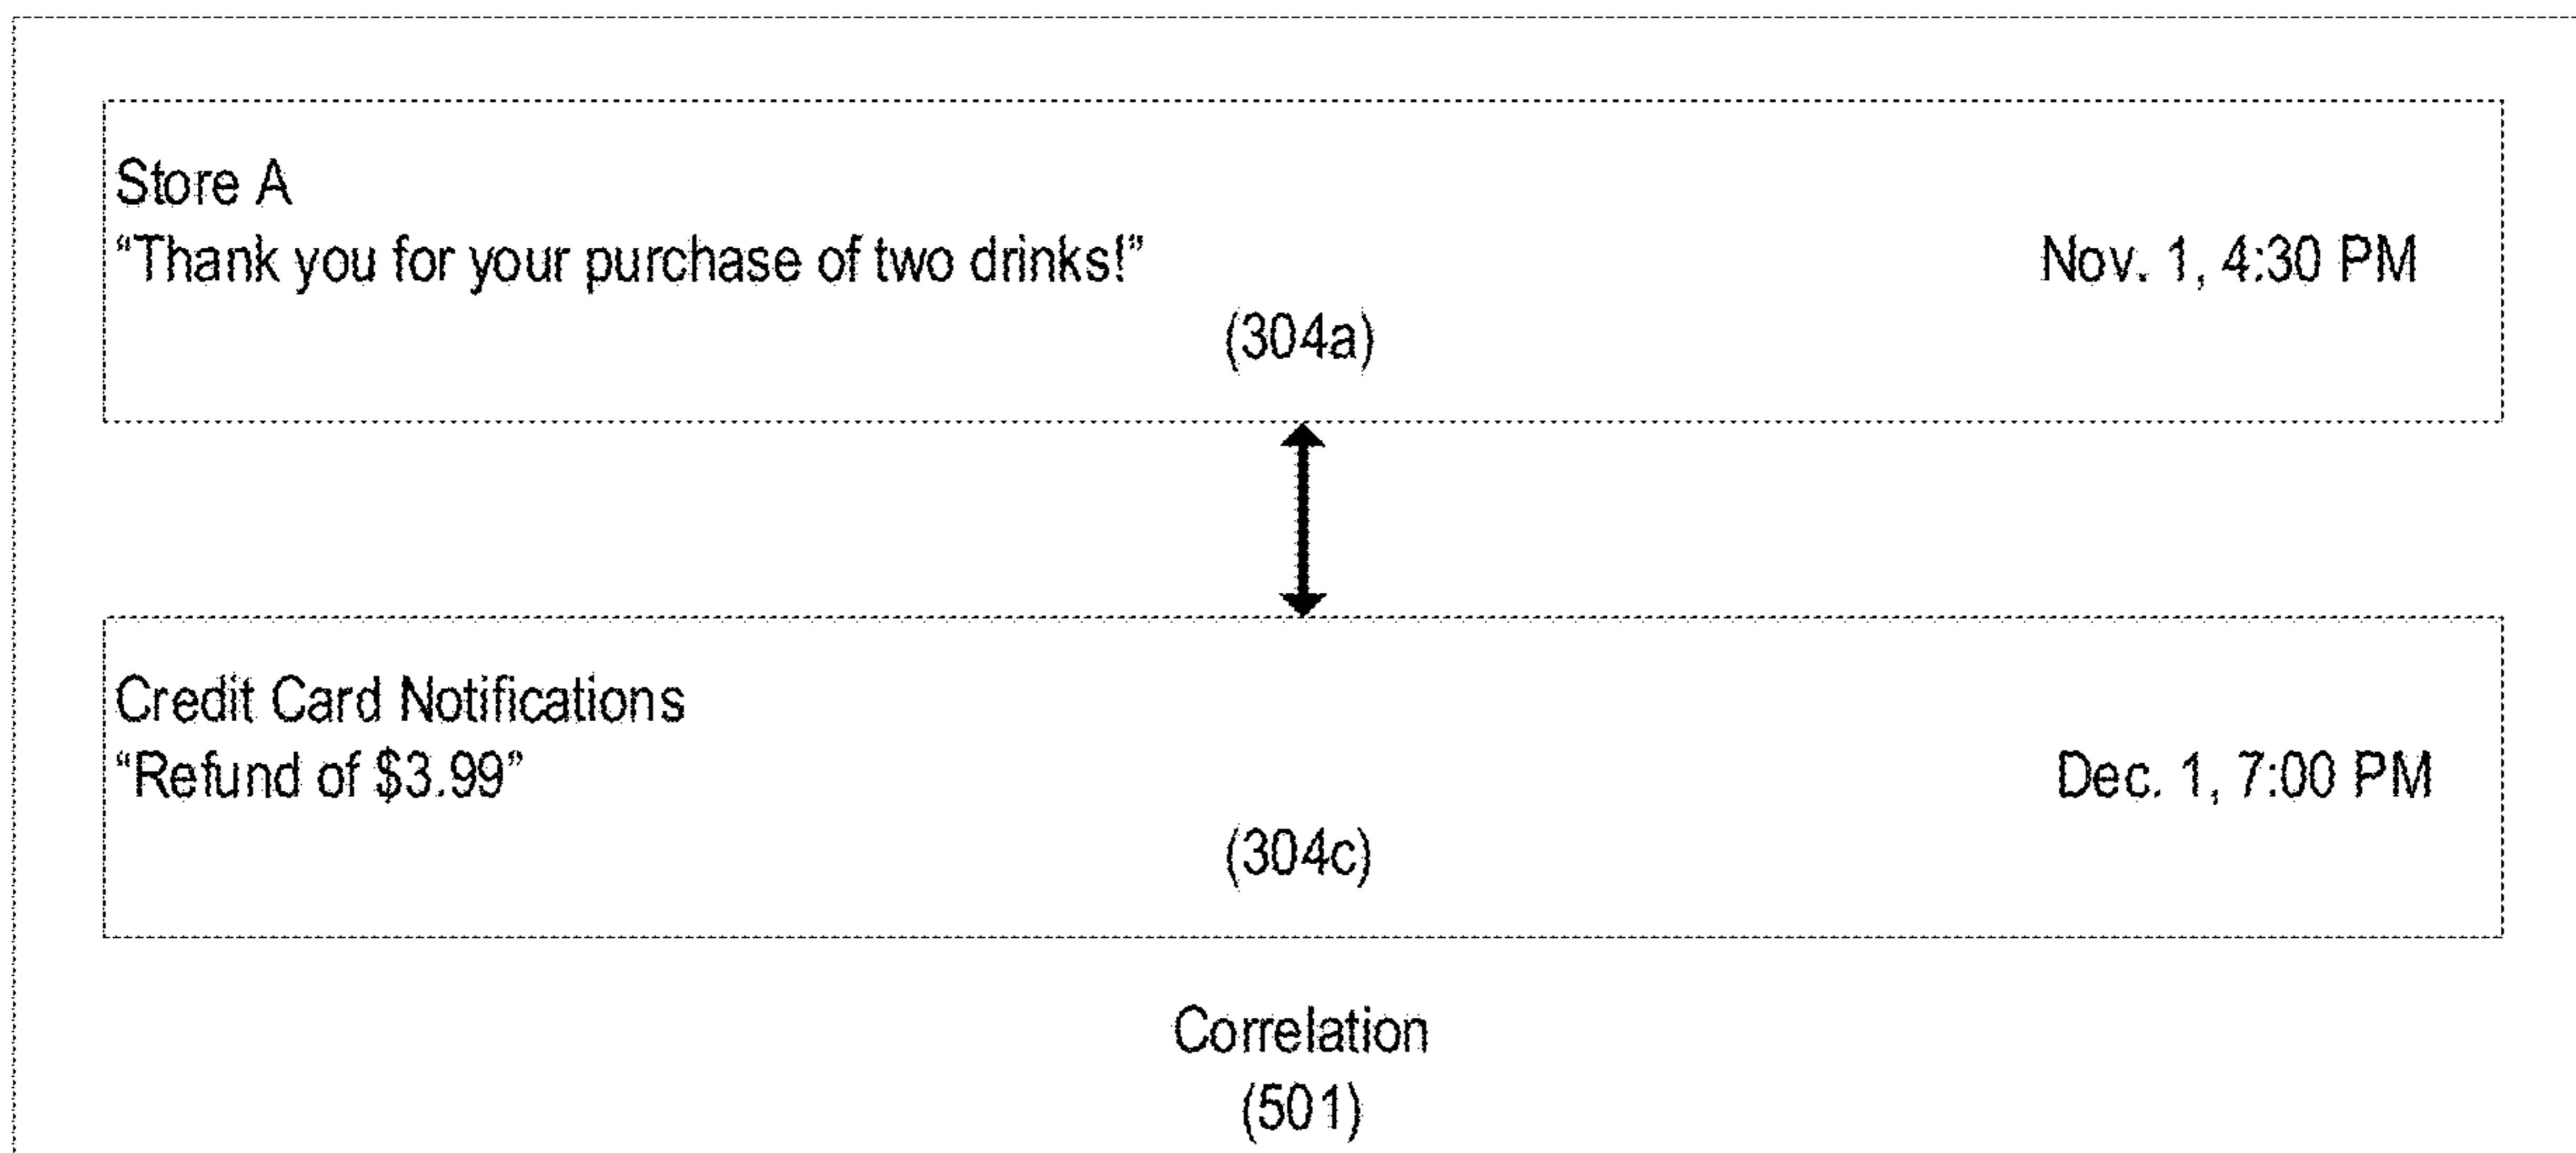 Store A
“Thank you for your purchase of two drinks!” Nov. 1, 4:30 PM
(304a)
Credit Card Notifications
“Refund of $3.99” Dec. 1, 7:00 PM
(304c)
Correlation
(501)